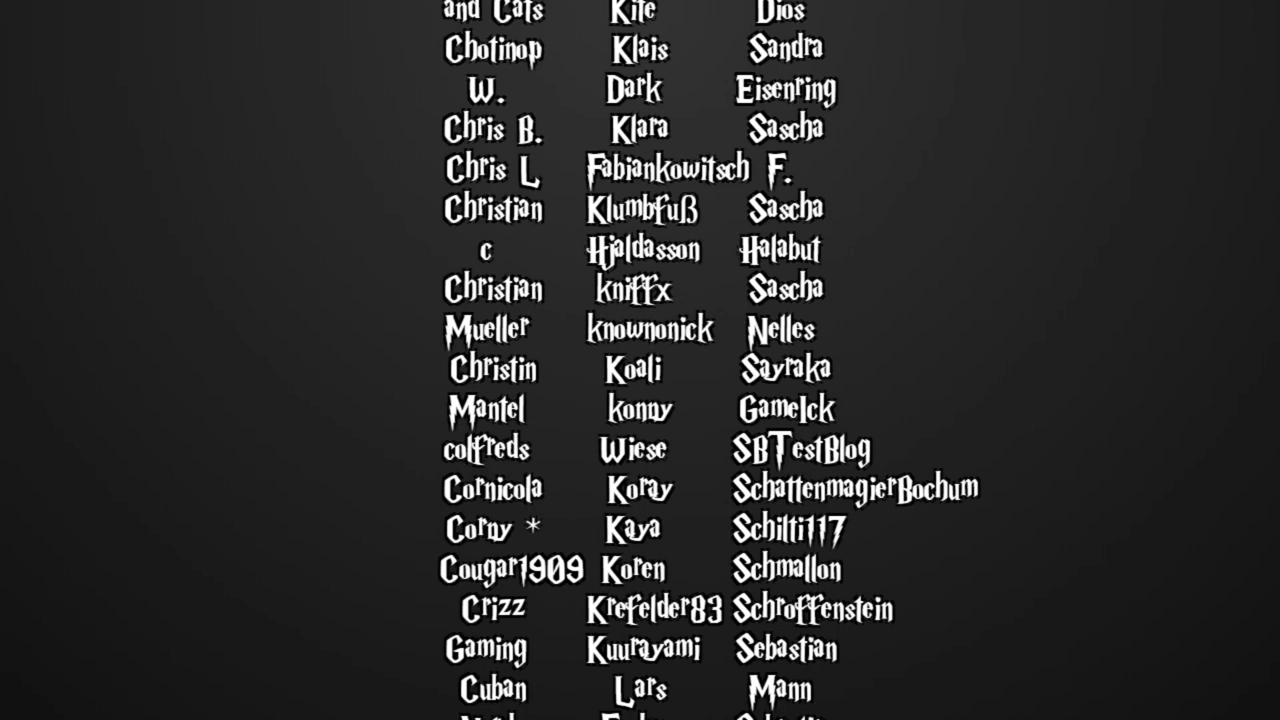 and Cats Kite Dios
Chotinop Klais Sandra
W. Dark Eisenring
Chris B. Klara Sascha
Chris L Fabiankowitsch F.
Christian Klumbfuß Sascha
c Hjaldasson Halabut
Christian kniffx Sascha
Mueller knownonick Nelles
Christin Koali Sayraka
Mantel konny GameIck
colfreds Wiese SBTestBlog
Cornicola Koray SchattenmagierBochum
Corny * Kaya Schilti117
Cougar1909 Koren Schmallon
Crizz Krefelder83 Schroffenstein
Gaming Kuurayami Sebastian
Cuban Lars Mann